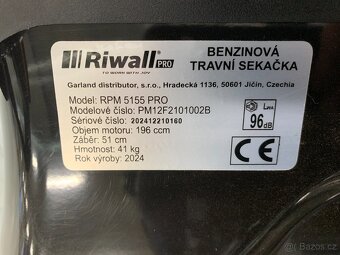 Riwall PRO
TO WORK WITH JOY
BENZINOVÁ
TRAVNÍ SEKAČKA
Garland distributor, s.r.o., Hradecká 1136, 50601 Jičín, Czechia
Model: RPM 5155 PRO
Modelové číslo: PM12F2101002B
Sériové číslo: 202412210160
Objem motoru: 196 ccm
Záběr: 51 cm
Hmotnost: 41 kg
Rok výroby: 2024
LWA
96dB
CE
Bazos.cz